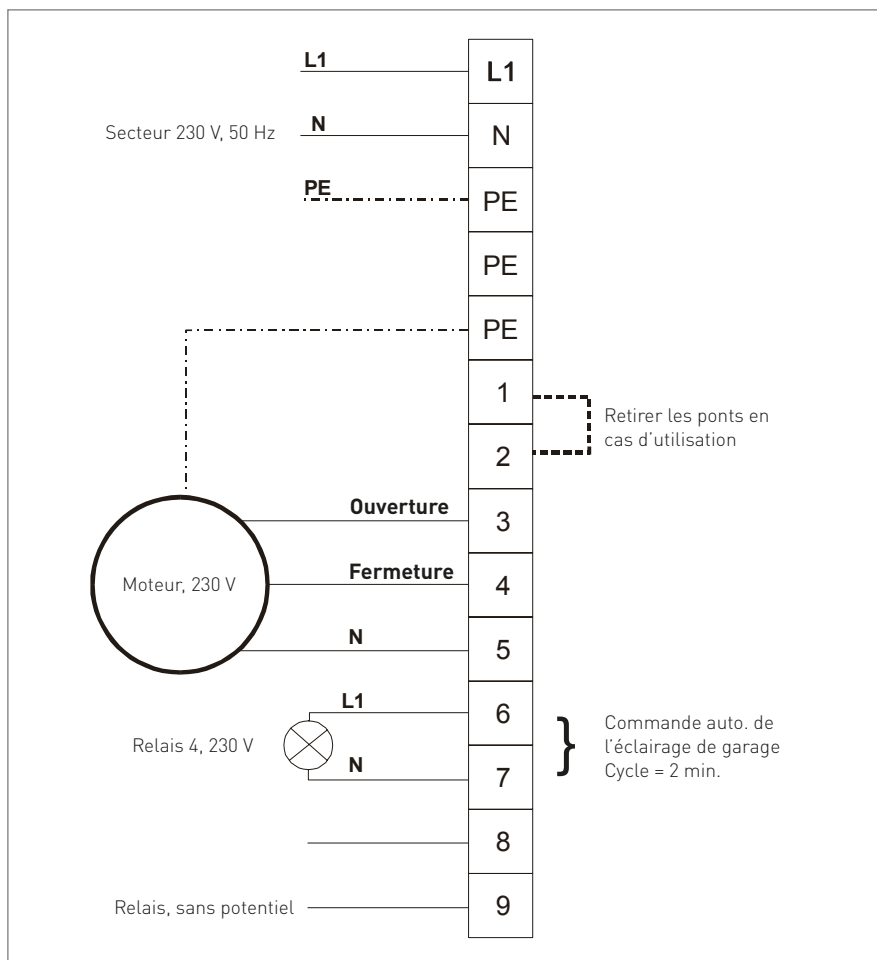 L1
L1
Secteur 230 V, 50 Hz
N
N
PE
PE
PE
PE
1
Retirer les ponts en
cas d'utilisation
2
Ouverture
3
Moteur, 230 V
Fermeture
4
N
5
L1
6
Relais 4, 230 V
Commande auto. de
l'éclairage de garage
Cycle = 2 min.
}
N
7
8
Relais, sans potentiel
9